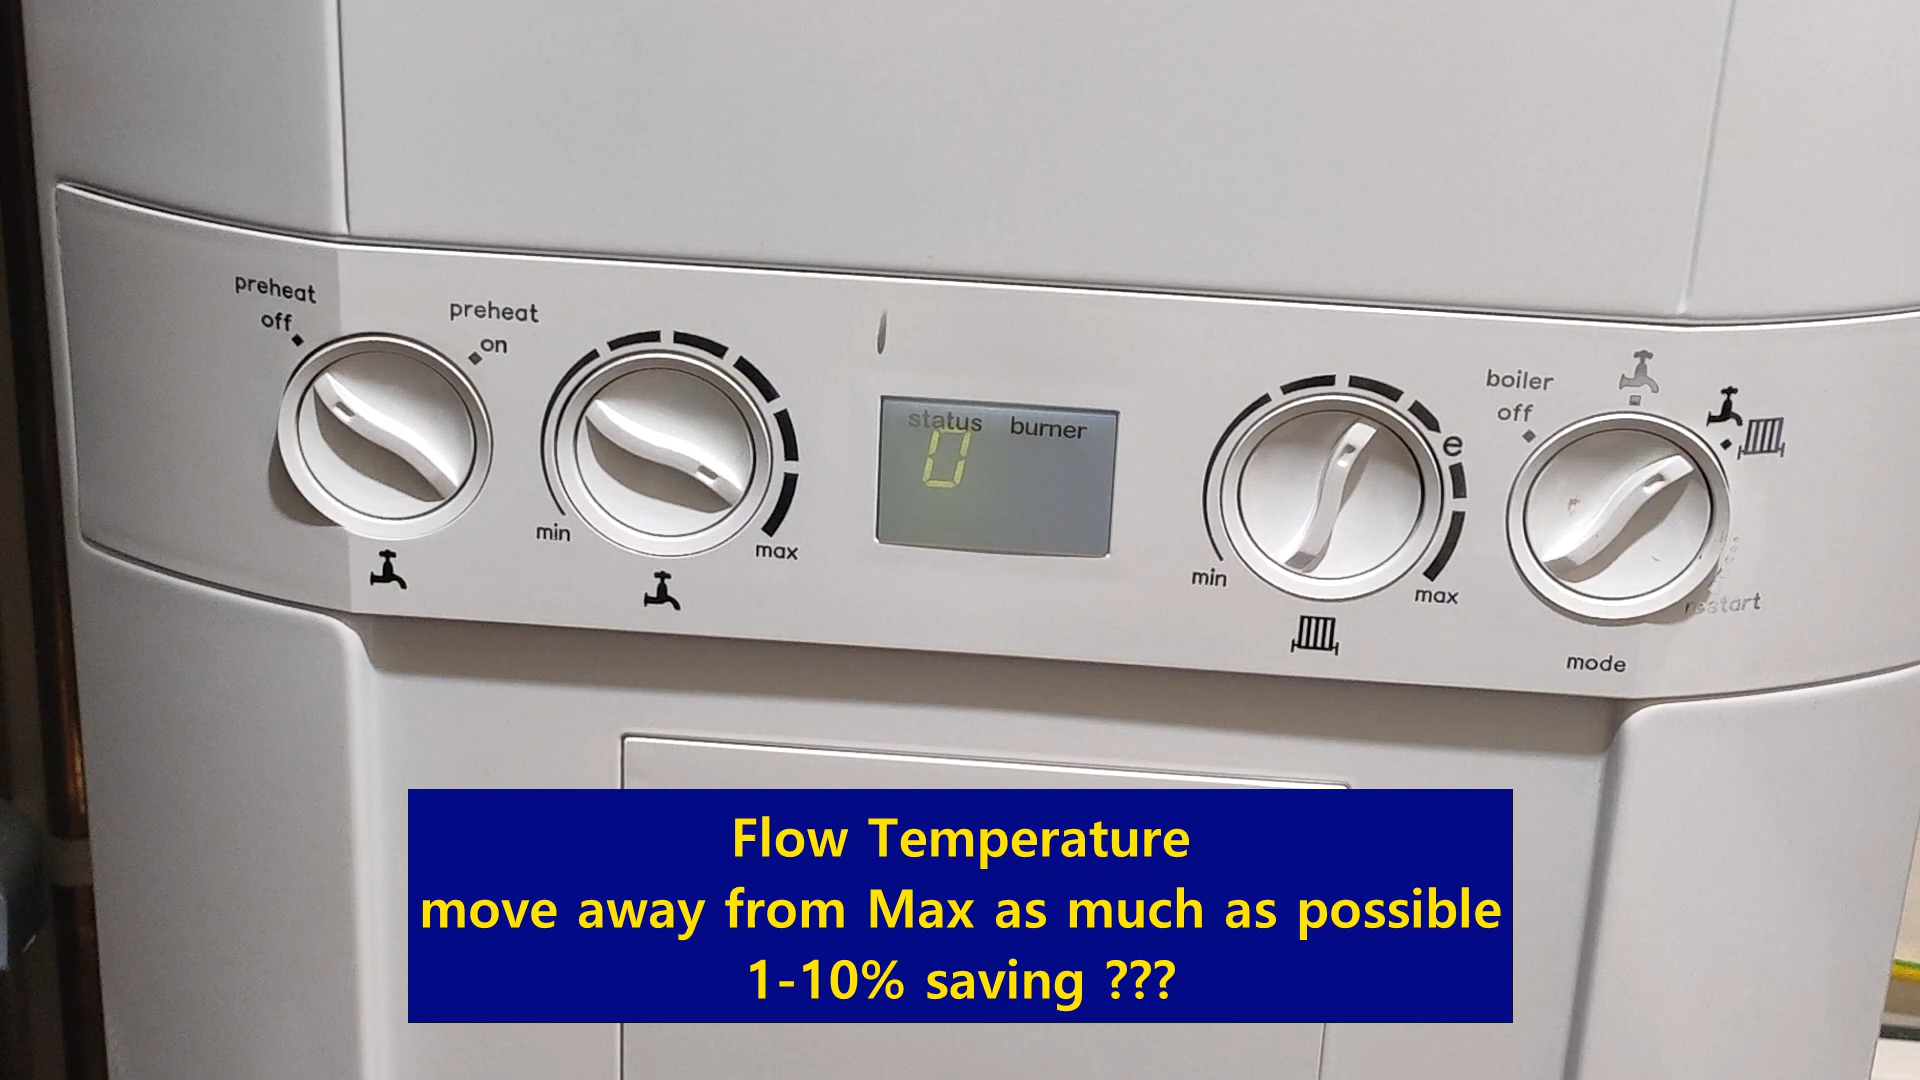 preheat
off
preheat
on
min
max
status burner
0
min
e
max
boiler
off
restart
mode
Flow Temperature
move away from Max as much as possible
1-10% saving ???